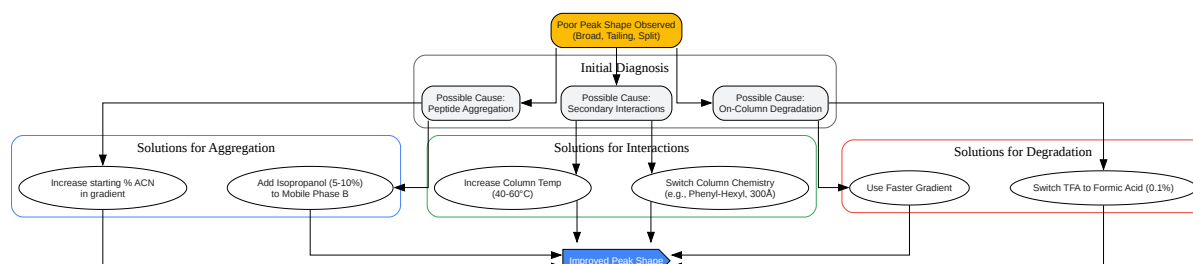 Poor Peak Shape Observed
(Broad, Tailing, Split)
Initial Diagnosis
Possible Cause:
Peptide Aggregation
Possible Cause:
Secondary Interactions
Possible Cause:
On-Column Degradation
Solutions for Aggregation
Increase starting % ACN
in gradient
Add Isopropanol (5-10%)
to Mobile Phase B
Solutions for Interactions
Increase Column Temp
(40-60°C)
Switch Column Chemistry
(e.g., Phenyl-Hexyl, 300Å)
Solutions for Degradation
Use Faster Gradient
Switch TFA to Formic Acid (0.1%)
Improved Peak Shape